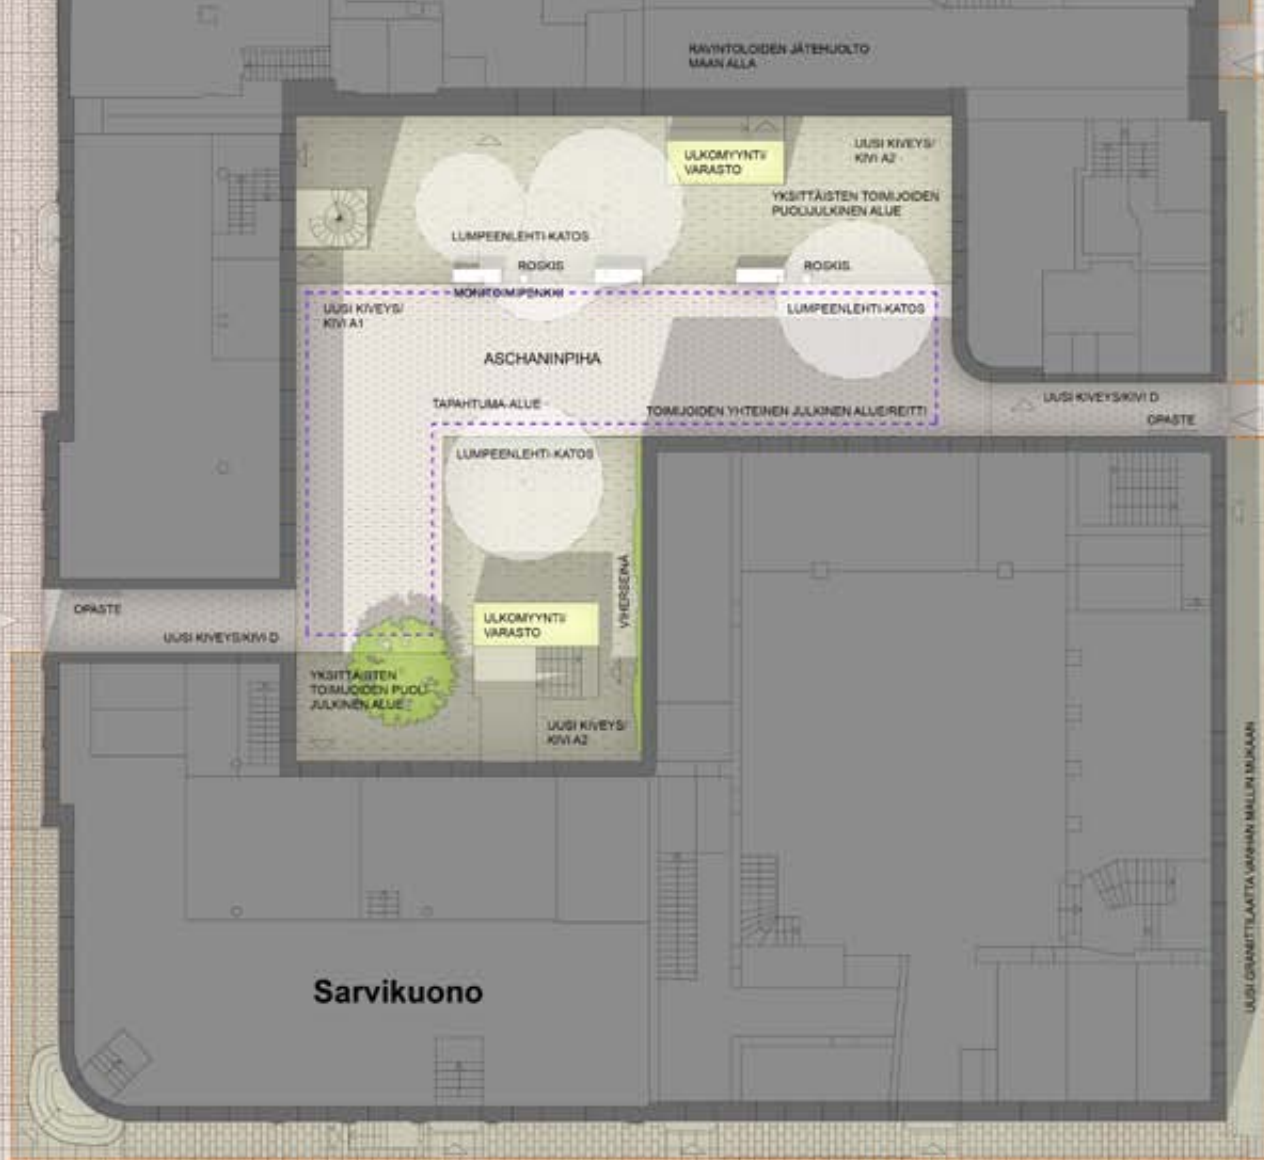 RAVINTOLOIDEN JÄTEHUOLTO
MAAN ALLA
ULKOMYYNTI/
VARASTO
UUSI KIVEYS/
KIVI A2
YKSITTÄISTEN TOIMIJOIDEN
PUOLIJULKINEN ALUE
LUMPEENLEHTI-KATOS
ROSKIS
ROSKIS
MONITOIMIPENKKI
UUSI KIVEYS/
KIVI A1
LUMPEENLEHTI-KATOS
ASCHANINPIHA
TAPAHTUMA-ALUE
TOIMIJOIDEN YHTEINEN JULKINEN ALUE/REITTI
UUSI KIVEYS/KIVI D
OPASTE
LUMPEENLEHTI-KATOS
VIHERSEINÄ
OPASTE
UUSI KIVEYS/KIVI D
ULKOMYYNTI/
VARASTO
YKSITTÄISTEN
TOIMIJOIDEN PUOLI-
JULKINEN ALUE
UUSI KIVEYS/
KIVI A2
UUSI GRANIITTILAATTA VANHAN MALLIN MUKAAN
Sarvikuono